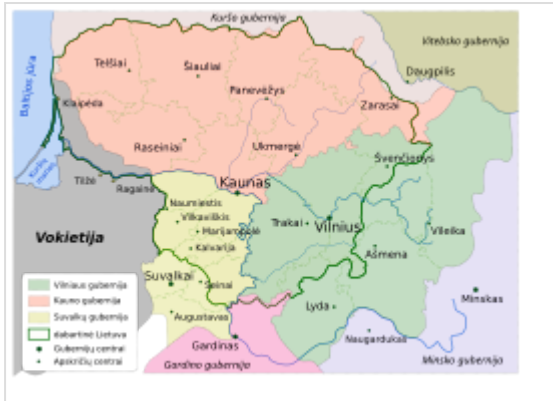 Kuršo gubernija
Vitebsko gubernija
Baltijos jūra
Telšiai
Šiauliai
Daugpilis
Panevėžys
Klaipėda
Zarasai
Raseiniai
Ukmergė
Kuršių marios
Švenčionys
Tilžė
Ragainė
Kaunas
Naumiestis
Vilkaviškis
Trakai
Vilnius
Vileika
Vokietija
Marijampolė
Kalvarija
Ašmena
Suvalkai
Seinai
Vilniaus gubernija
Kauno gubernija
Suvalkų gubernija
dabartinė Lietuva
Gubernijų centrai
Apskričių centrai
Minskas
Lyda
Augustavas
Naugardukas
Gardinas
Gardino gubernija
Minsko gubernija